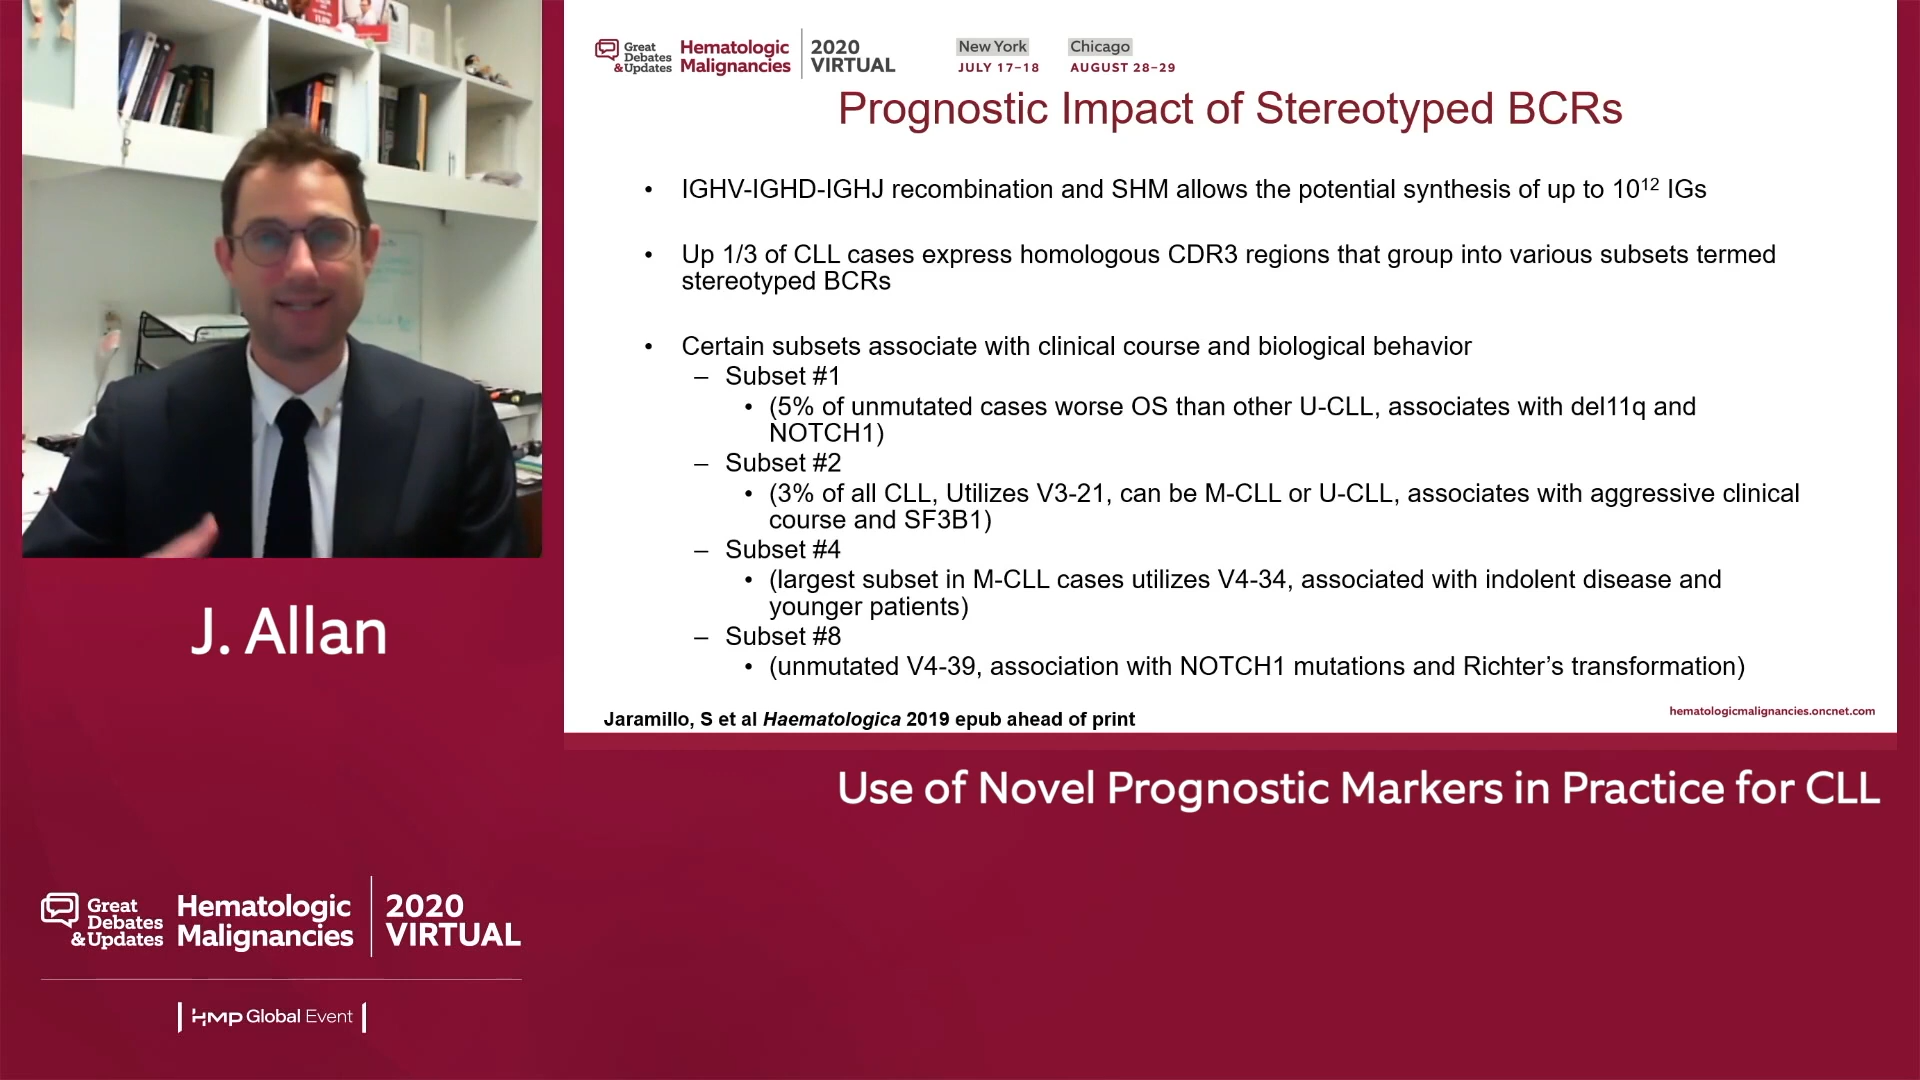 Great
Debates
&Updates
Hematologic
Malignancies
2020
VIRTUAL
New York
JULY 17–18
Chicago
AUGUST 28–29
Prognostic Impact of Stereotyped BCRs
• IGHV-IGHD-IGHJ recombination and SHM allows the potential synthesis of up to 10¹² IGs
• Up 1/3 of CLL cases express homologous CDR3 regions that group into various subsets termed
stereotyped BCRs
• Certain subsets associate with clinical course and biological behavior
– Subset #1
• (5% of unmutated cases worse OS than other U-CLL, associates with del11q and
NOTCH1)
– Subset #2
• (3% of all CLL, Utilizes V3-21, can be M-CLL or U-CLL, associates with aggressive clinical
course and SF3B1)
– Subset #4
• (largest subset in M-CLL cases utilizes V4-34, associated with indolent disease and
younger patients)
– Subset #8
• (unmutated V4-39, association with NOTCH1 mutations and Richter’s transformation)
Jaramillo, S et al Haematologica 2019 epub ahead of print
hematologicmalignancies.oncnet.com
J. Allan
Use of Novel Prognostic Markers in Practice for CLL
Great
Debates
&Updates
Hematologic
Malignancies
2020
VIRTUAL
HMP Global Event